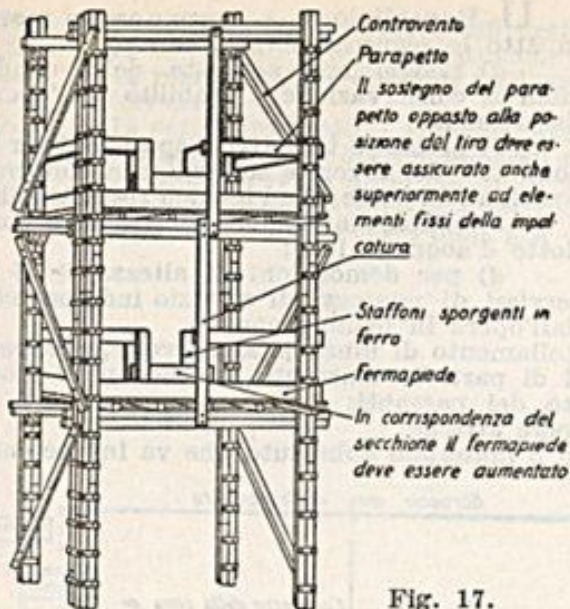 Controvento
Parapetto
Il sostegno del para-
petto opposto alla po-
sizione del tiro deve es-
sere assicurato anche
superiormente ad ele-
menti fissi della impal
catura
Staffoni sporgenti in
ferro
Fermapiede
In corrispondenza del
secchione il fermapiede
deve essere aumentato
Fig. 17.